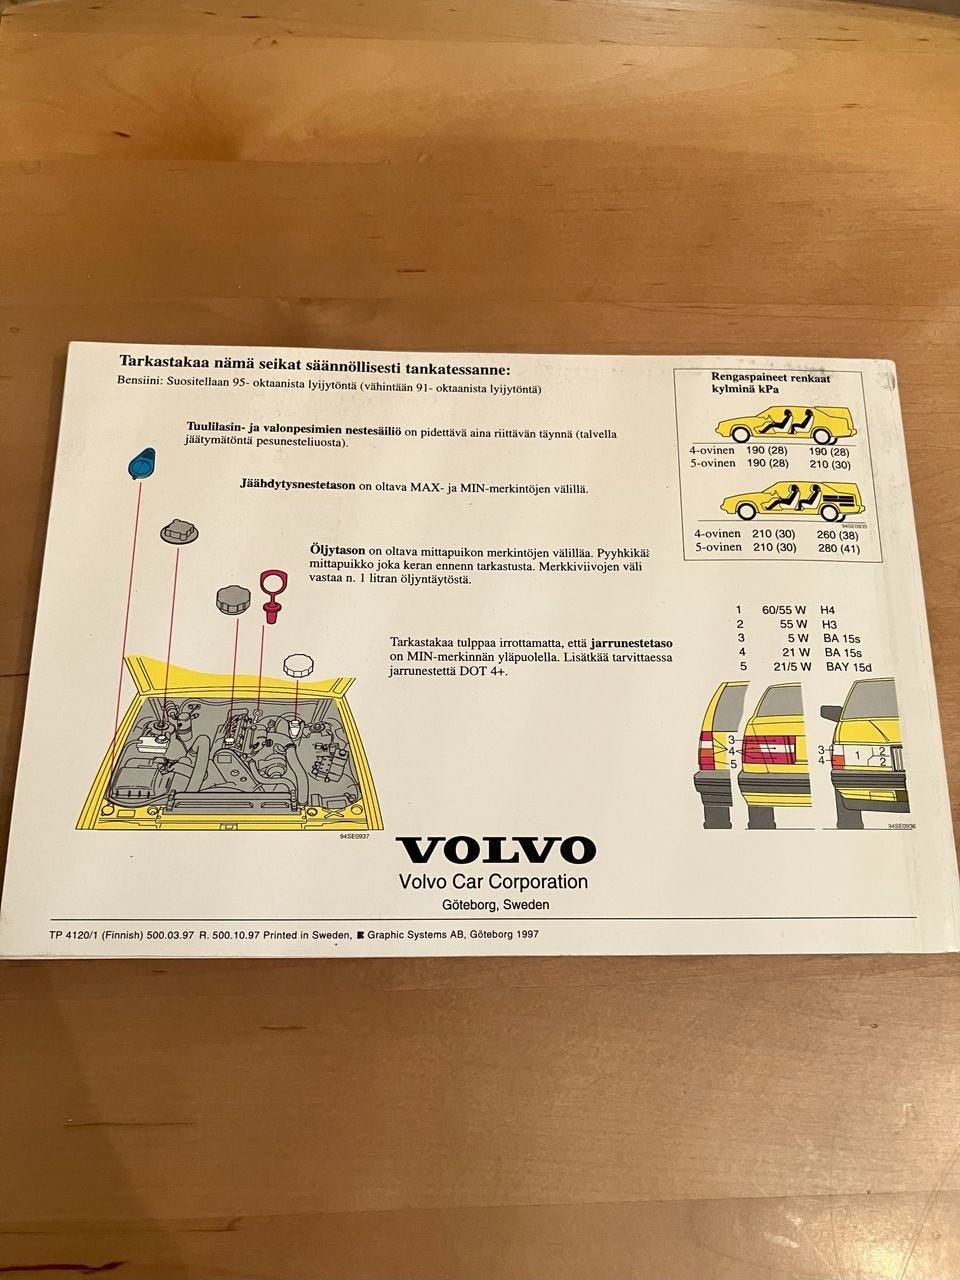 Tarkastakaa nämä seikat säännöllisesti tankatessanne:
Bensiini: Suositellaan 95- oktaanista lyijytöntä (vähintään 91- oktaanista lyijytöntä)
Tuulilasin- ja valonpesimien nestesäiliö on pidettävä aina riittävän täynnä (talvella
jäätymätöntä pesunesteliuosta).
Jäähdytysnestetason on oltava MAX- ja MIN-merkintöjen välillä.
Öljytason on oltava mittapuikon merkintöjen välilläa. Pyyhkikää
mittapuikko joka keran ennenn tarkastusta. Merkkiviivojen väli
vastaa n. 1 litran öljyntäytöstä.
Tarkastakaa tulppaa irrottamatta, että jarrunestetaso
on MIN-merkinnän yläpuolella. Lisätkää tarvittaessa
jarrunestettä DOT 4+.
94SE0937
Rengaspaineet renkaat
kylminä kPa
4-ovinen 190 (28) 190 (28)
5-ovinen 190 (28) 210 (30)
94SE0935
4-ovinen 210 (30) 260 (38)
5-ovinen 210 (30) 280 (41)
1 60/55 W H4
2 55 W H3
3 5 W BA 15s
4 21 W BA 15s
5 21/5 W BAY 15d
3
4
5
3
4
1
2
2
94SE0936
VOLVO
Volvo Car Corporation
Göteborg, Sweden
TP 4120/1 (Finnish) 500.03.97 R. 500.10.97 Printed in Sweden, Graphic Systems AB, Göteborg 1997